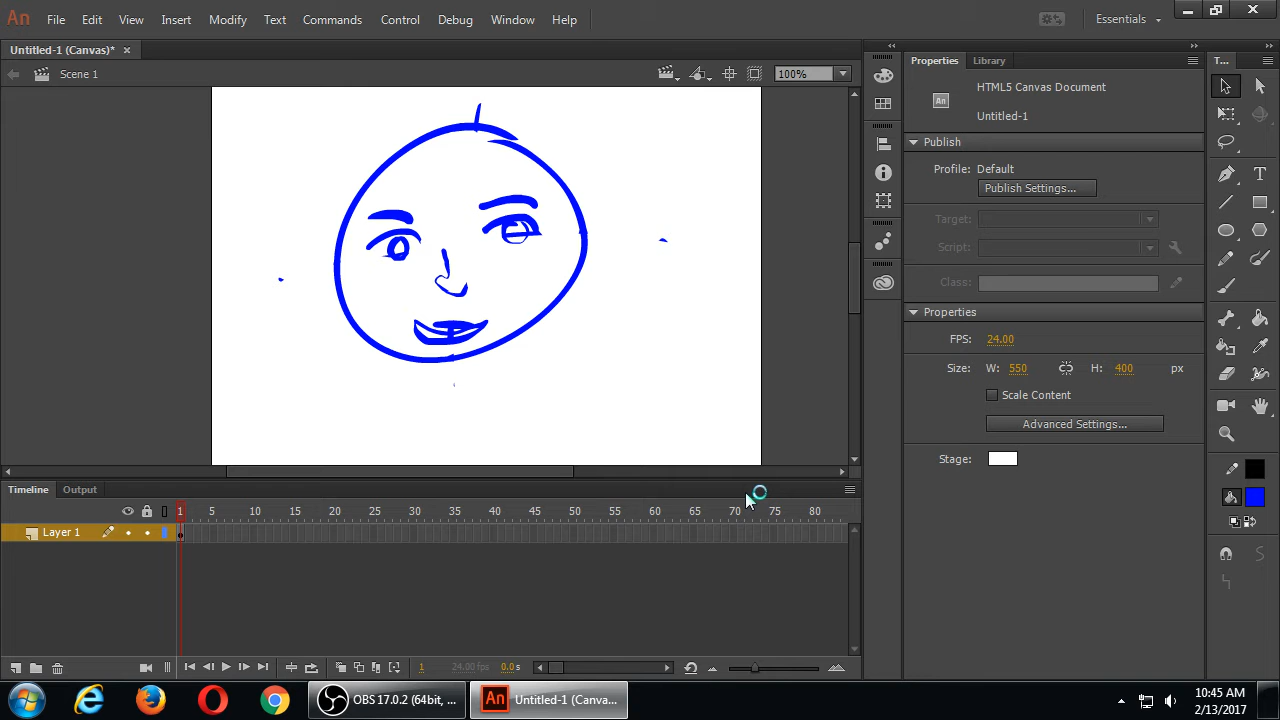 An File Edit View Insert Modify Text Commands Control Debug Window Help Essentials
Untitled-1 (Canvas)* ×
Scene 1 100%
Properties Library T...
An HTML5 Canvas Document
Untitled-1
Publish
Profile: Default
Publish Settings...
Target:
Script:
Class:
Properties
FPS: 24.00
Size: W: 550 H: 400 px
Scale Content
Advanced Settings...
Stage:
Timeline Output
1 5 10 15 20 25 30 35 40 45 50 55 60 65 70 75 80
Layer 1
1 24.00 fps 0.0 s
OBS 17.0.2 (64bit, ... An Untitled-1 (Canva...
10:45 AM
2/13/2017